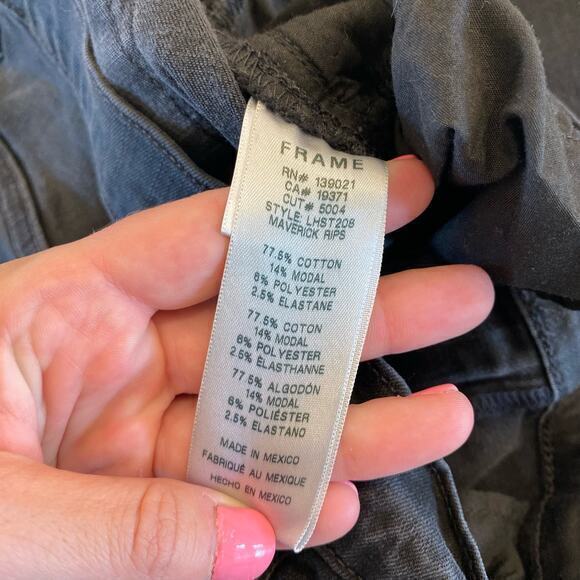 FRAME
RN# 139021
CA# 19371
CUT# 5004
STYLE: LHST208
MAVERICK RIPS
77.5% COTTON
14% MODAL
6% POLYESTER
2.5% ELASTANE
77.5% COTON
14% MODAL
6% POLYESTER
2.5% ELASTHANNE
77.5% ALGODÓN
14% MODAL
6% POLIÉSTER
2.5% ELASTANO
MADE IN MEXICO
FABRIQUÉ AU MEXIQUE
HECHO EN MEXICO